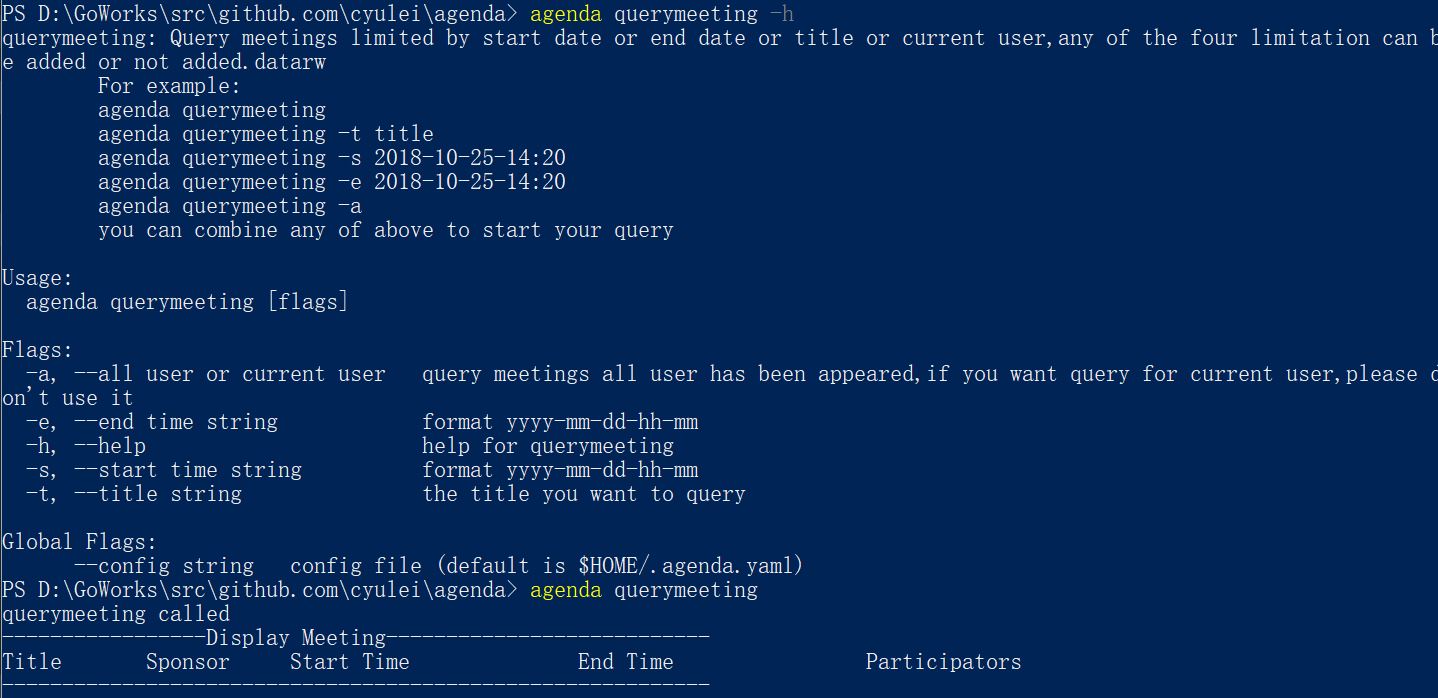 PS D:\GoWorks\src\github.com\cyulei\agenda> agenda querymeeting -h
querymeeting: Query meetings limited by start date or end date or title or current user,any of the four limitation can b
e added or not added.datarw
        For example:
        agenda querymeeting
        agenda querymeeting -t title
        agenda querymeeting -s 2018-10-25-14:20
        agenda querymeeting -e 2018-10-25-14:20
        agenda querymeeting -a
        you can combine any of above to start your query

Usage:
  agenda querymeeting [flags]

Flags:
  -a, --all user or current user   query meetings all user has been appeared,if you want query for current user,please d
on't use it
  -e, --end time string            format yyyy-mm-dd-hh-mm
  -h, --help                       help for querymeeting
  -s, --start time string          format yyyy-mm-dd-hh-mm
  -t, --title string               the title you want to query

Global Flags:
      --config string   config file (default is $HOME/.agenda.yaml)
PS D:\GoWorks\src\github.com\cyulei\agenda> agenda querymeeting
querymeeting called
-----------------Display Meeting---------------------------
Title       Sponsor     Start Time              End Time                Participators
-----------------------------------------------------------